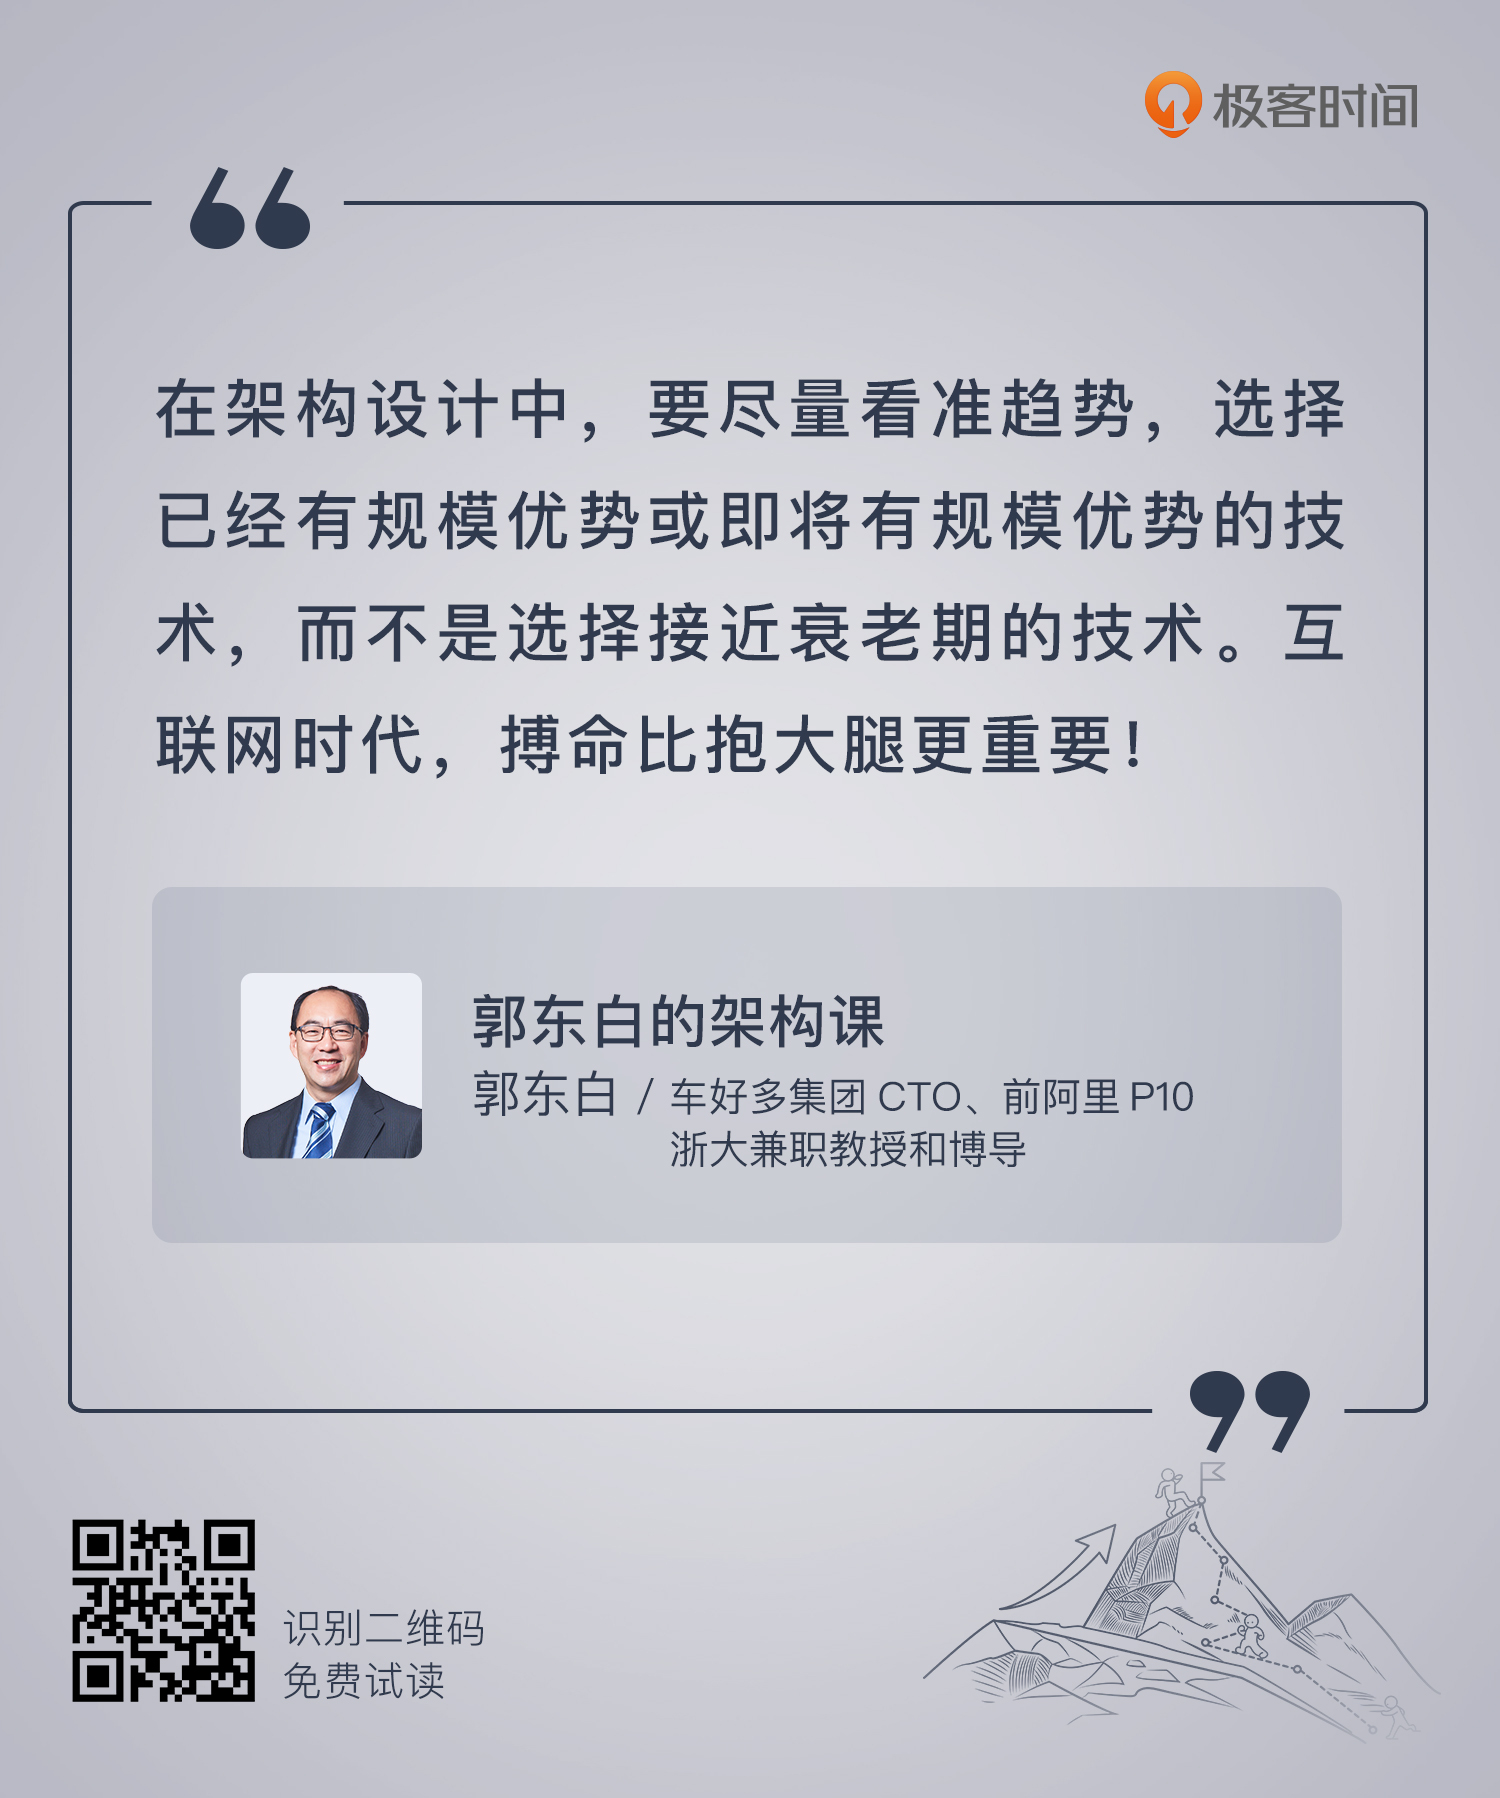 极客时间
在架构设计中，要尽量看准趋势，选择
已经有规模优势或即将有规模优势的技
术，而不是选择接近衰老期的技术。互
联网时代，搏命比抱大腿更重要！
郭东白的架构课
郭东白 / 车好多集团 CTO、前阿里 P10
浙大兼职教授和博导
识别二维码
免费试读